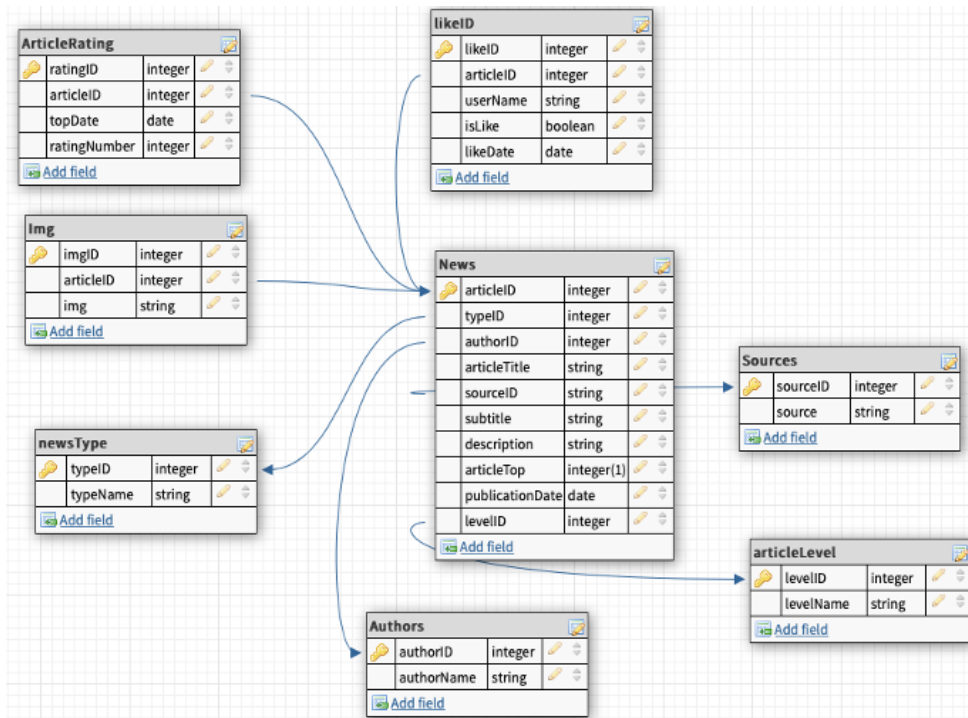 ArticleRating
ratingID integer
articleID integer
topDate date
ratingNumber integer
Add field
likeID
likeID integer
articleID integer
userName string
isLike boolean
likeDate date
Add field
Img
imgID integer
articleID integer
img string
Add field
News
articleID integer
typeID integer
authorID integer
articleTitle string
sourceID string
subtitle string
description string
articleTop integer(1)
publicationDate date
levelID integer
Add field
Sources
sourceID integer
source string
Add field
newsType
typeID integer
typeName string
Add field
articleLevel
levelID integer
levelName string
Add field
Authors
authorID integer
authorName string
Add field